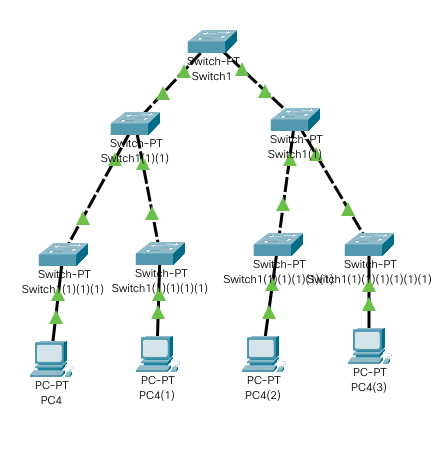 Switch-PT
Switch1
Switch-PT
Switch1(1)(1)
Switch-PT
Switch1(1)
Switch-PT
Switch1(1)(1)(1)
Switch-PT
Switch1(1)(1)(1)(1)
Switch-PT
Switch1(1)(1)(1)
Switch-PT
Switch1(1)(1)(1)(1)(1)(1)
PC-PT
PC4
PC-PT
PC4(1)
PC-PT
PC4(2)
PC-PT
PC4(3)